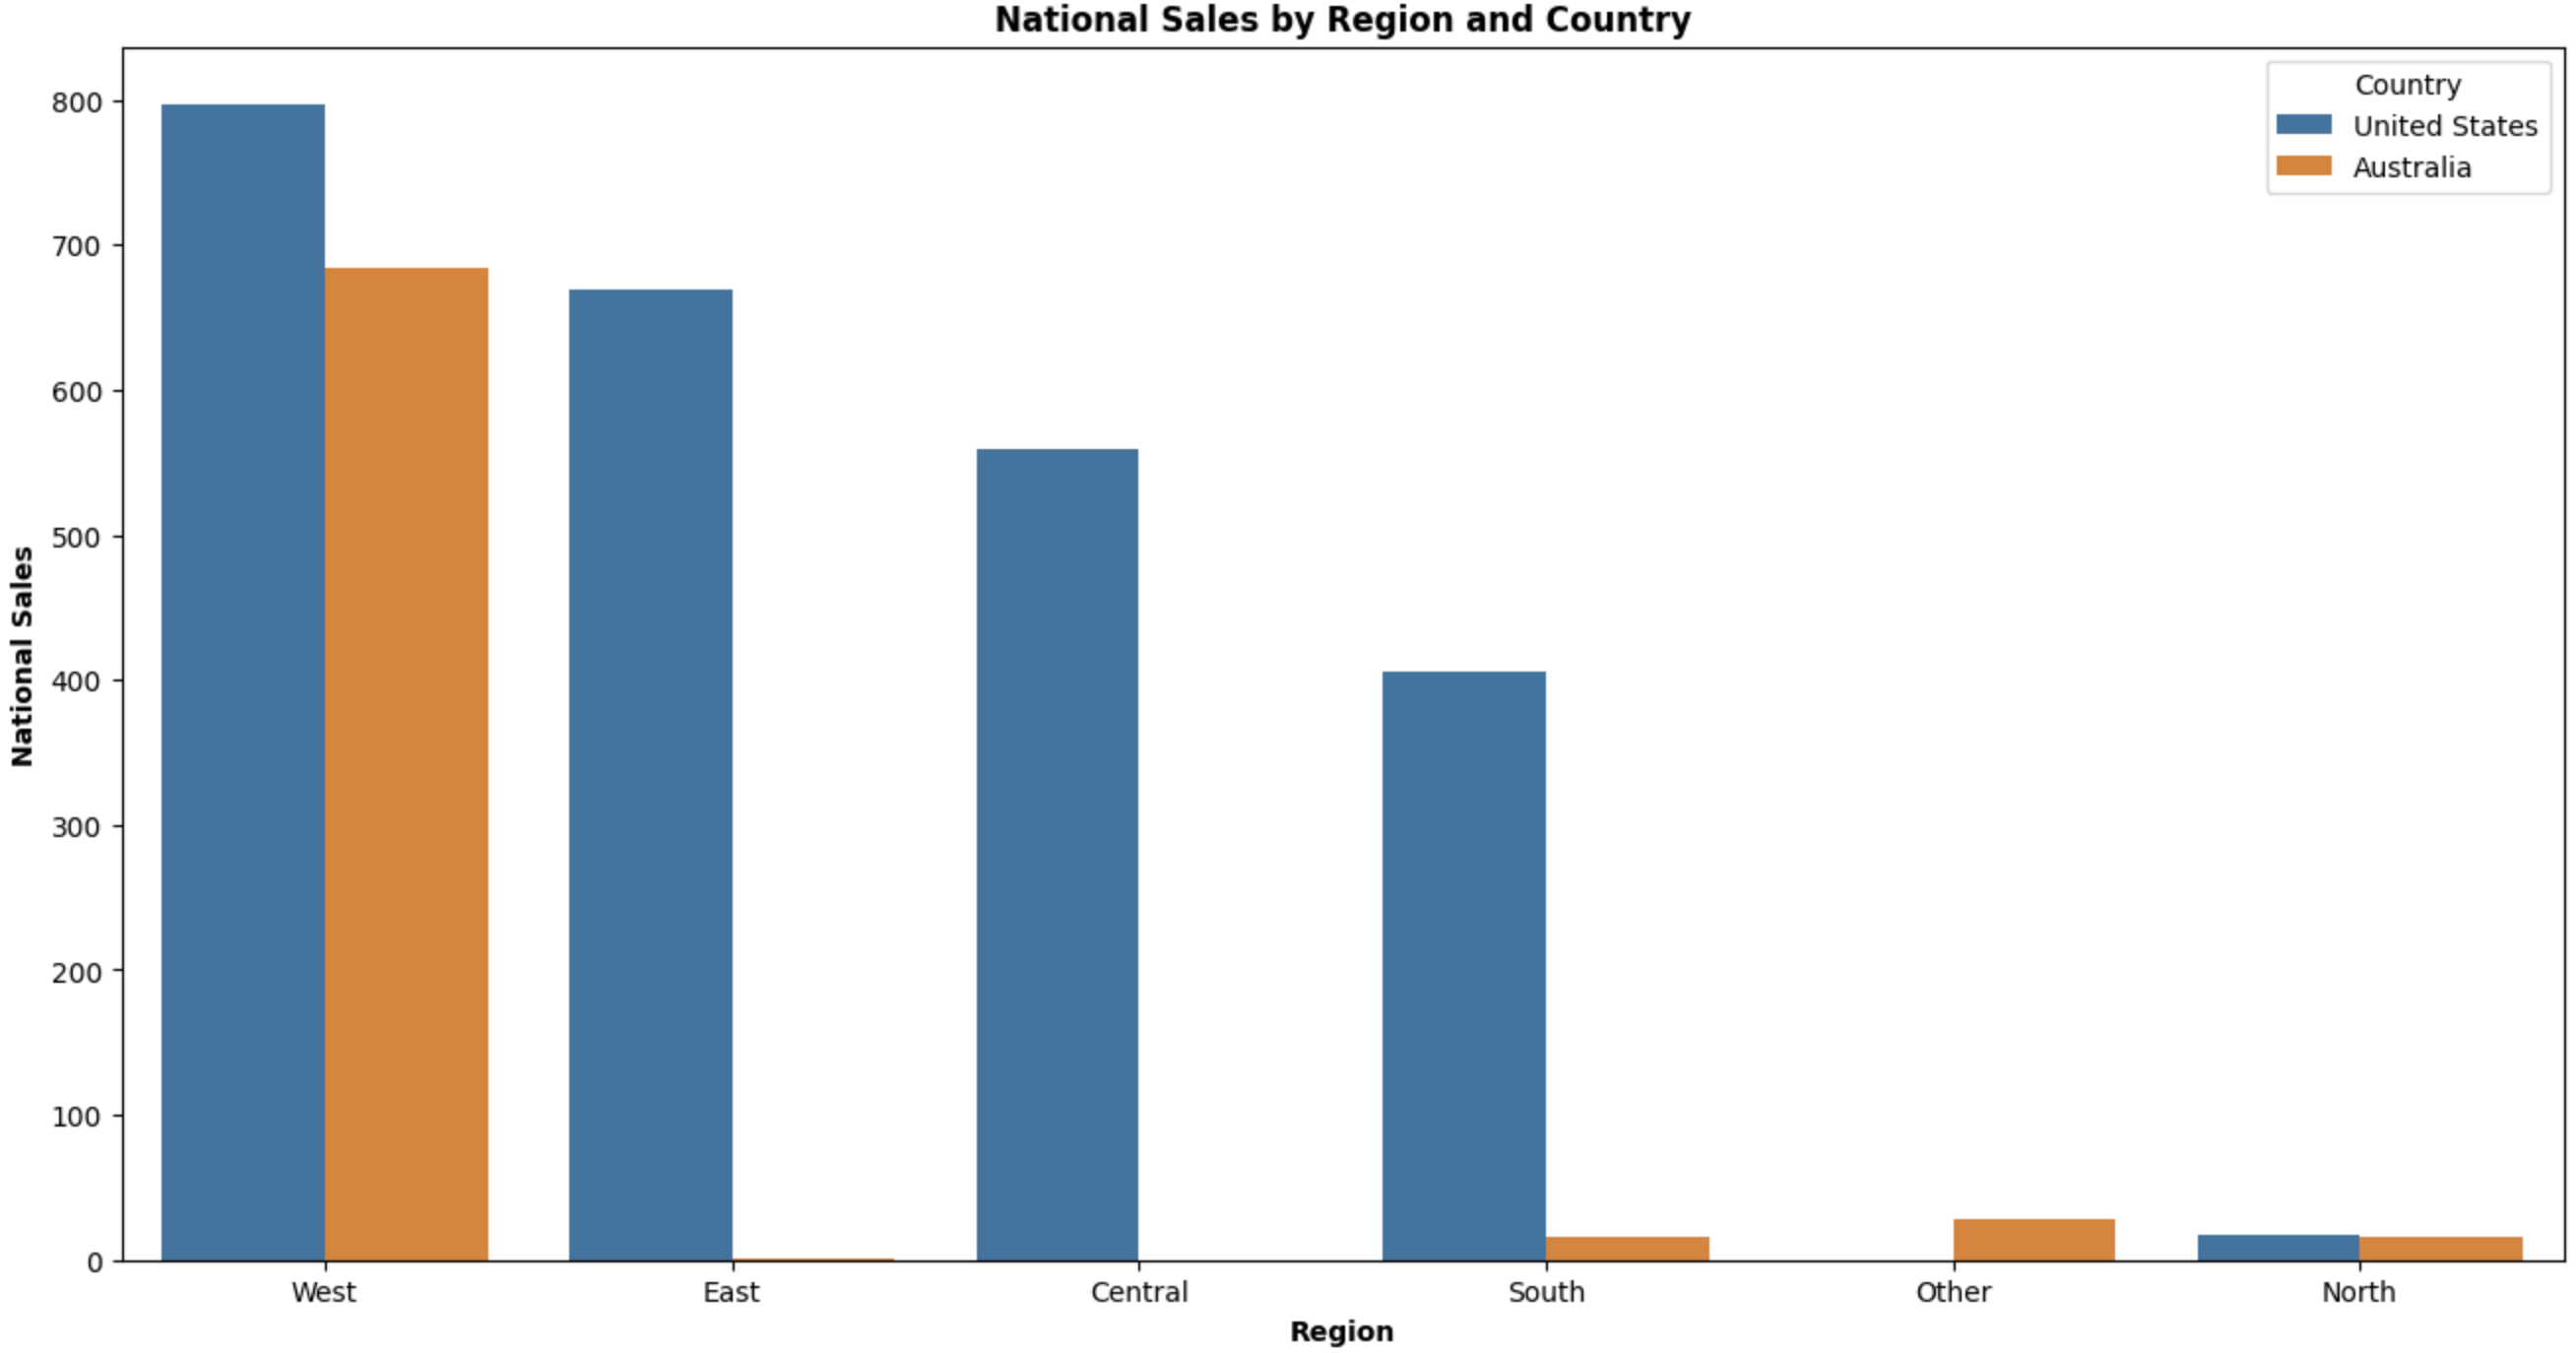 National Sales by Region and Country
Country
United States
Australia
National Sales
800
700
600
500
400
300
200
100
0
West East Central South Other North
Region